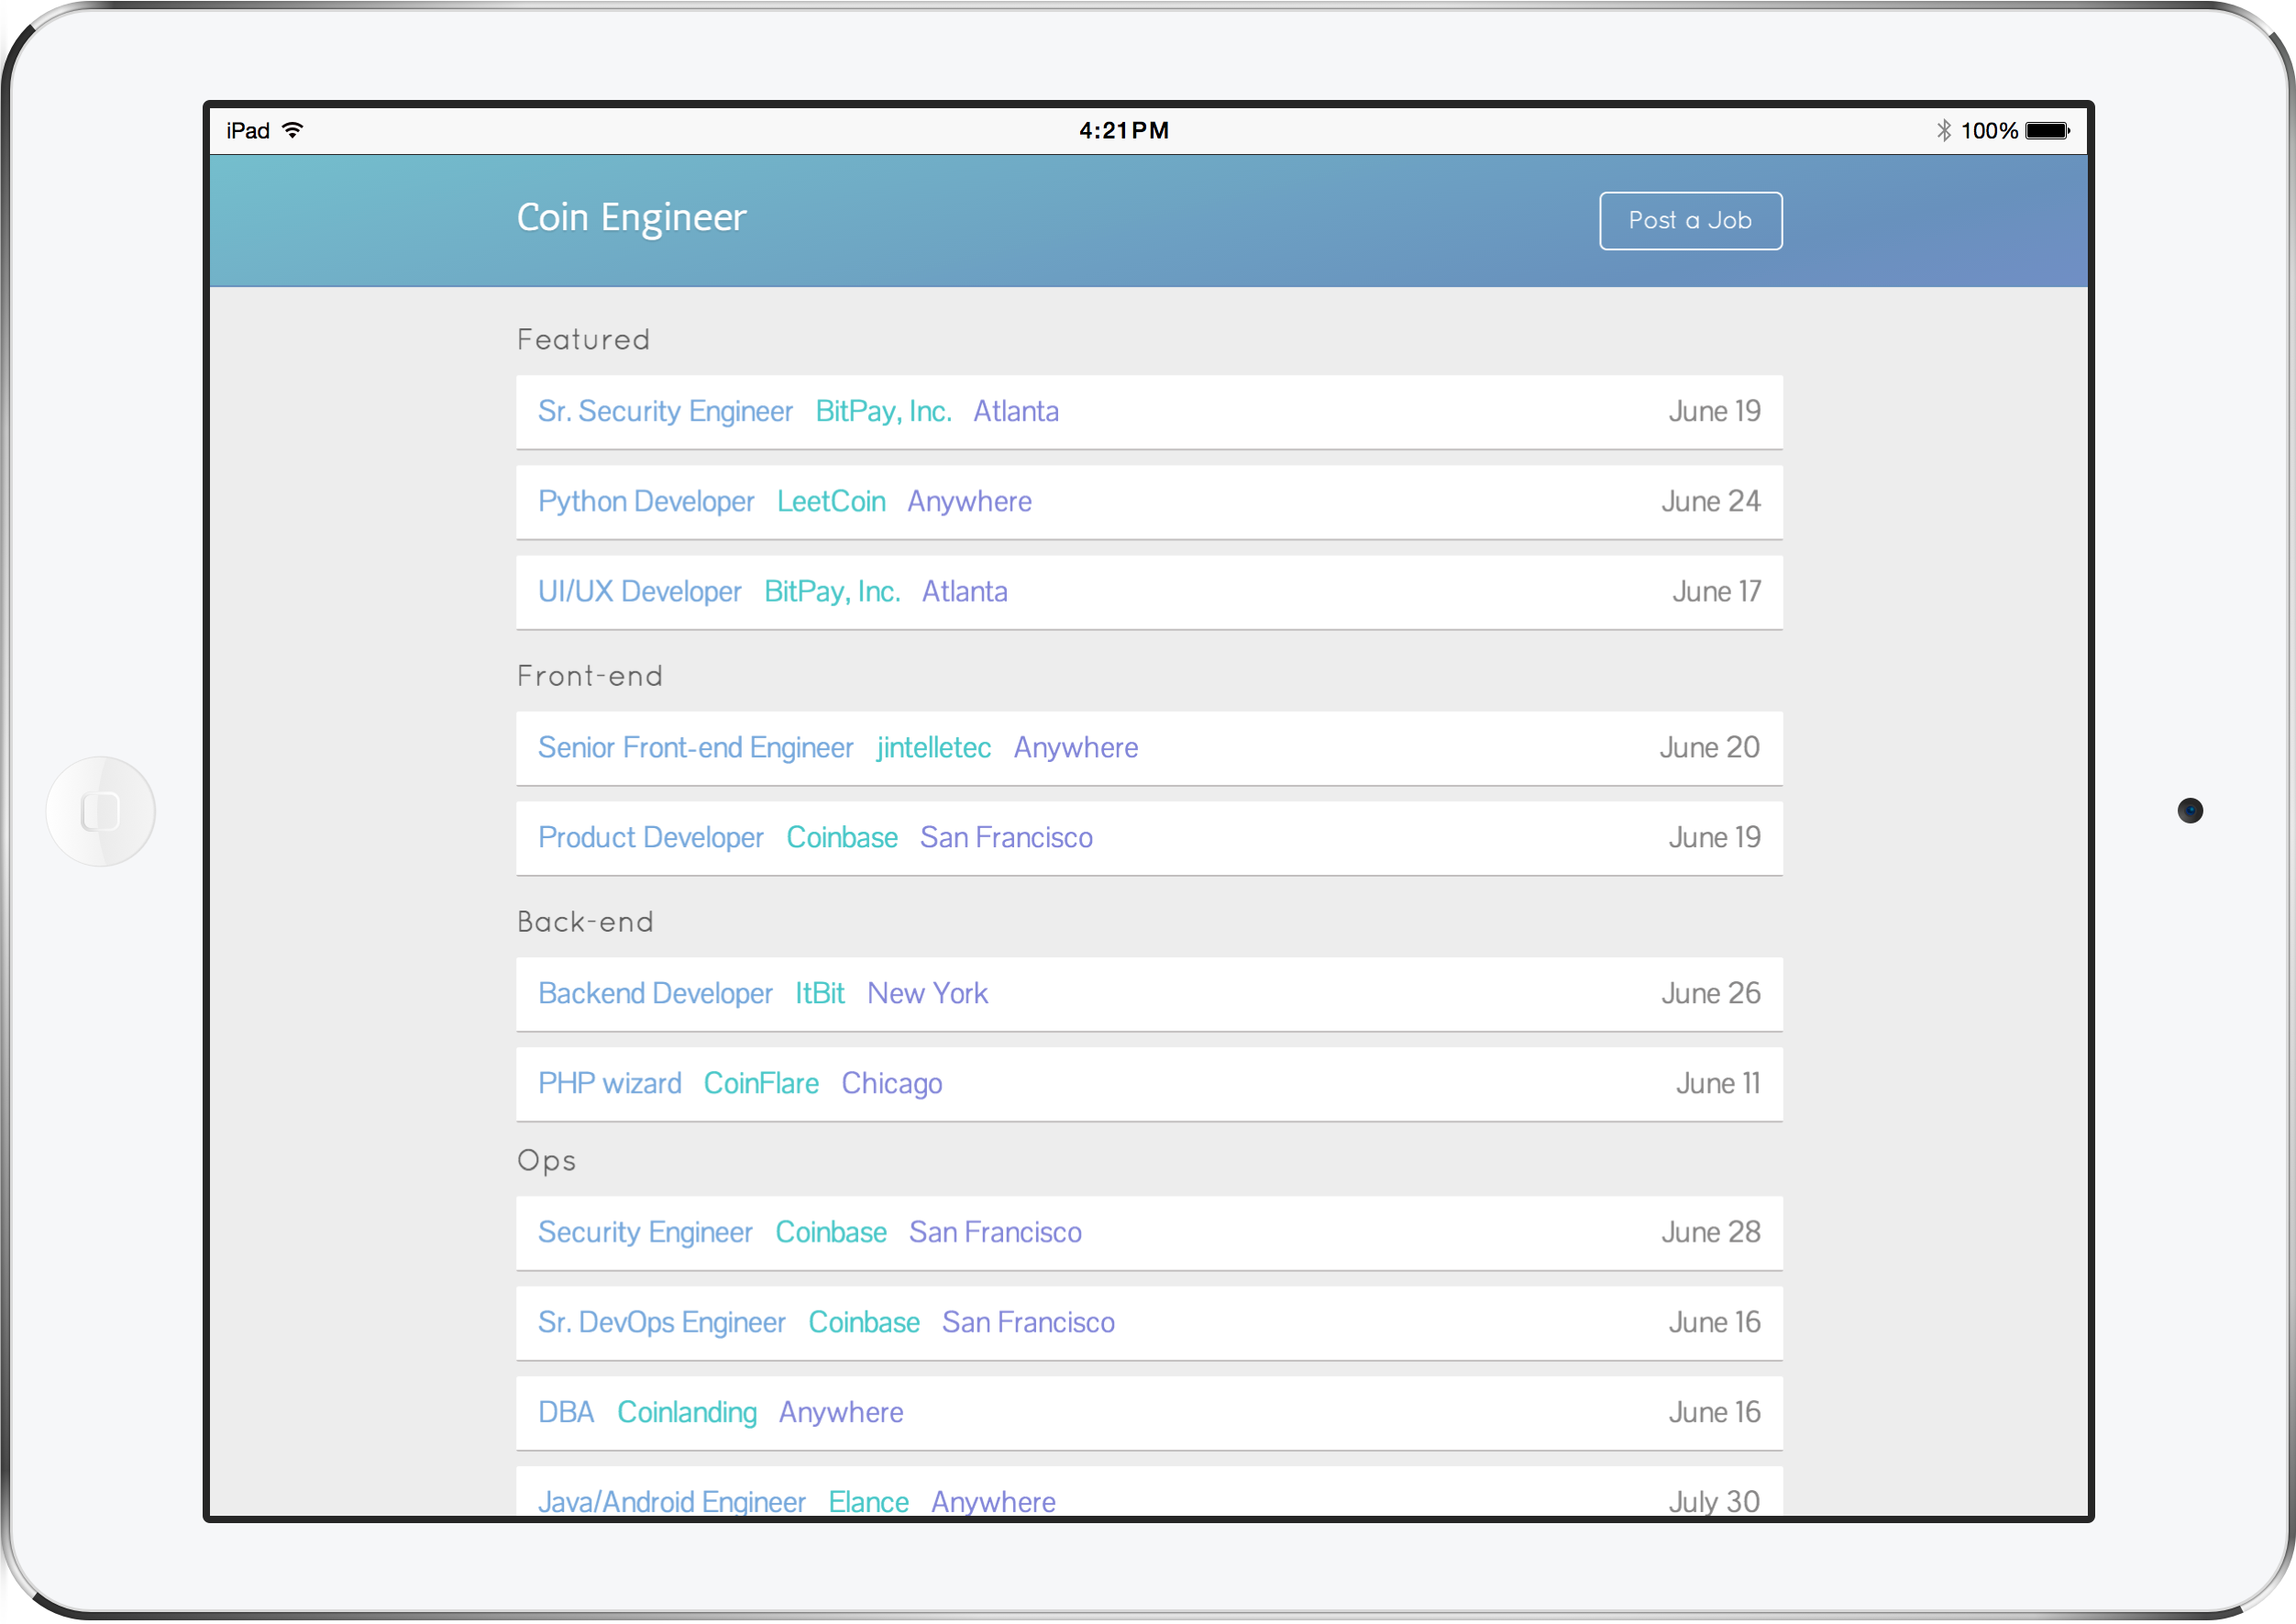 iPad 4:21PM 100%
Coin Engineer Post a Job
Featured
Sr. Security Engineer BitPay, Inc. Atlanta June 19
Python Developer LeetCoin Anywhere June 24
UI/UX Developer BitPay, Inc. Atlanta June 17
Front-end
Senior Front-end Engineer jintelletec Anywhere June 20
Product Developer Coinbase San Francisco June 19
Back-end
Backend Developer ItBit New York June 26
PHP wizard CoinFlare Chicago June 11
Ops
Security Engineer Coinbase San Francisco June 28
Sr. DevOps Engineer Coinbase San Francisco June 16
DBA Coinlanding Anywhere June 16
Java/Android Engineer Elance Anywhere July 30